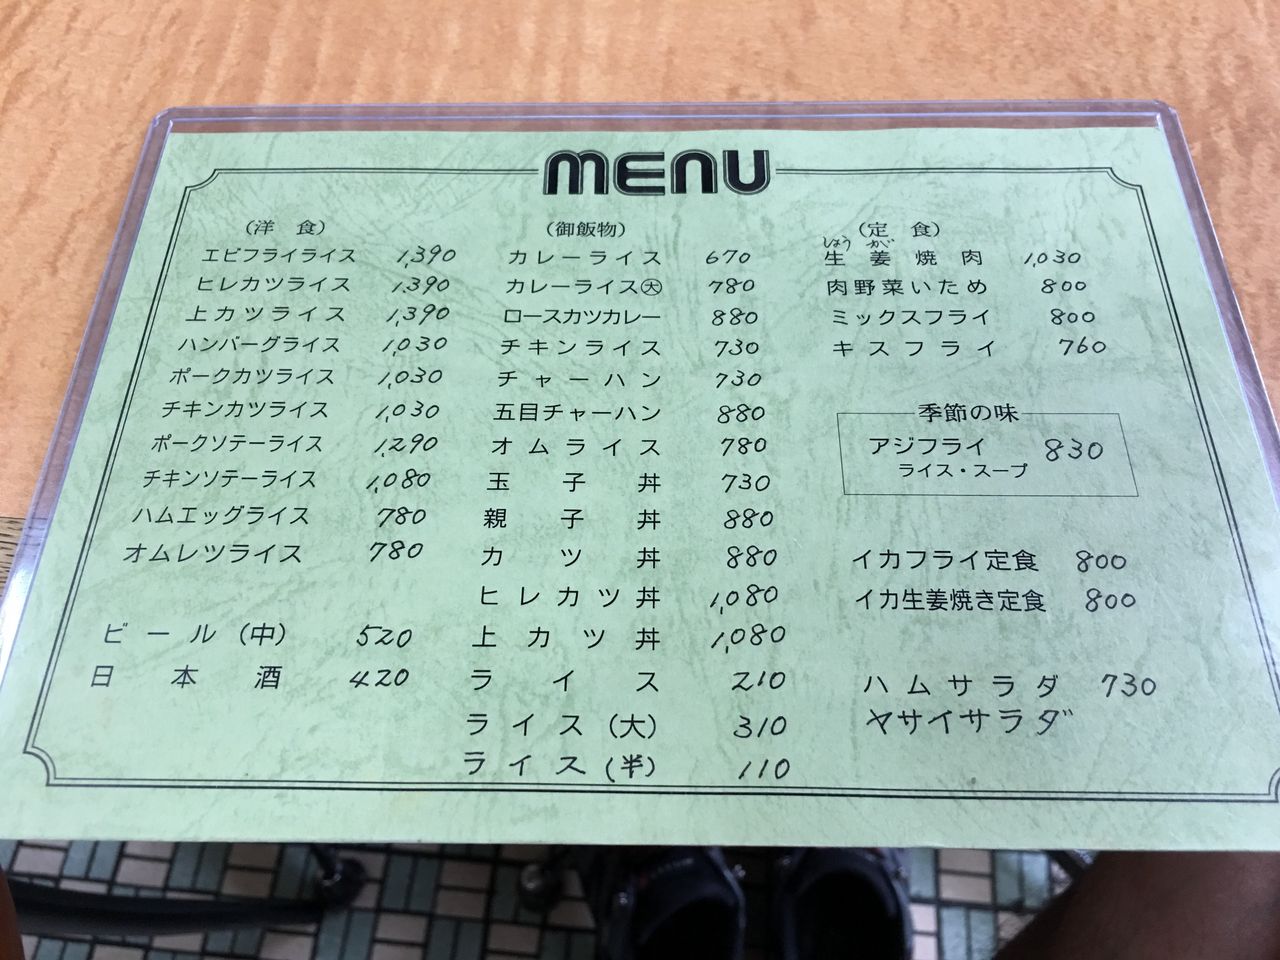 MENU
(洋食)
エビフライライス 1,390
ヒレカツライス 1,390
上カツライス 1,390
ハンバーグライス 1,030
ポークカツライス 1,030
チキンカツライス 1,030
ポークソテーライス 1,290
チキンソテーライス 1,080
ハムエッグライス 780
オムレツライス 780
ビール(中) 520
日本酒 420
(御飯物)
カレーライス 670
カレーライス㊅ 780
ロースカツカレー 880
チキンライス 730
チャーハン 730
五目チャーハン 880
オムライス 780
玉子丼 730
親子丼 880
カツ丼 880
ヒレカツ丼 1,080
上カツ丼 1,080
ライス 210
ライス(大) 310
ライス(半) 110
(定食)
しょう が
生姜焼肉 1,030
肉野菜いため 800
ミックスフライ 800
キスフライ 760
季節の味
アジフライ 830
ライス・スープ
イカフライ定食 800
イカ生姜焼き定食 800
ハムサラダ 730
ヤサイサラダ